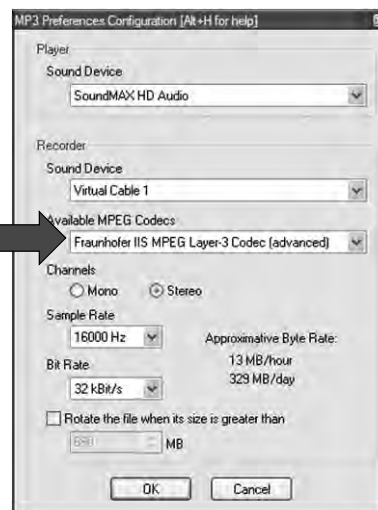 MP3 Preferences Configuration [Alt+H for help]
Player
Sound Device
SoundMAX HD Audio
Recorder
Sound Device
Virtual Cable 1
Available MPEG Codecs
Fraunhofer IIS MPEG Layer-3 Codec (advanced)
Channels
Mono
Stereo
Sample Rate
16000 Hz
Approximative Byte Rate:
13 MB/hour
329 MB/day
Bit Rate
32 kBit/s
Rotate the file when its size is greater than
MB
OK
Cancel